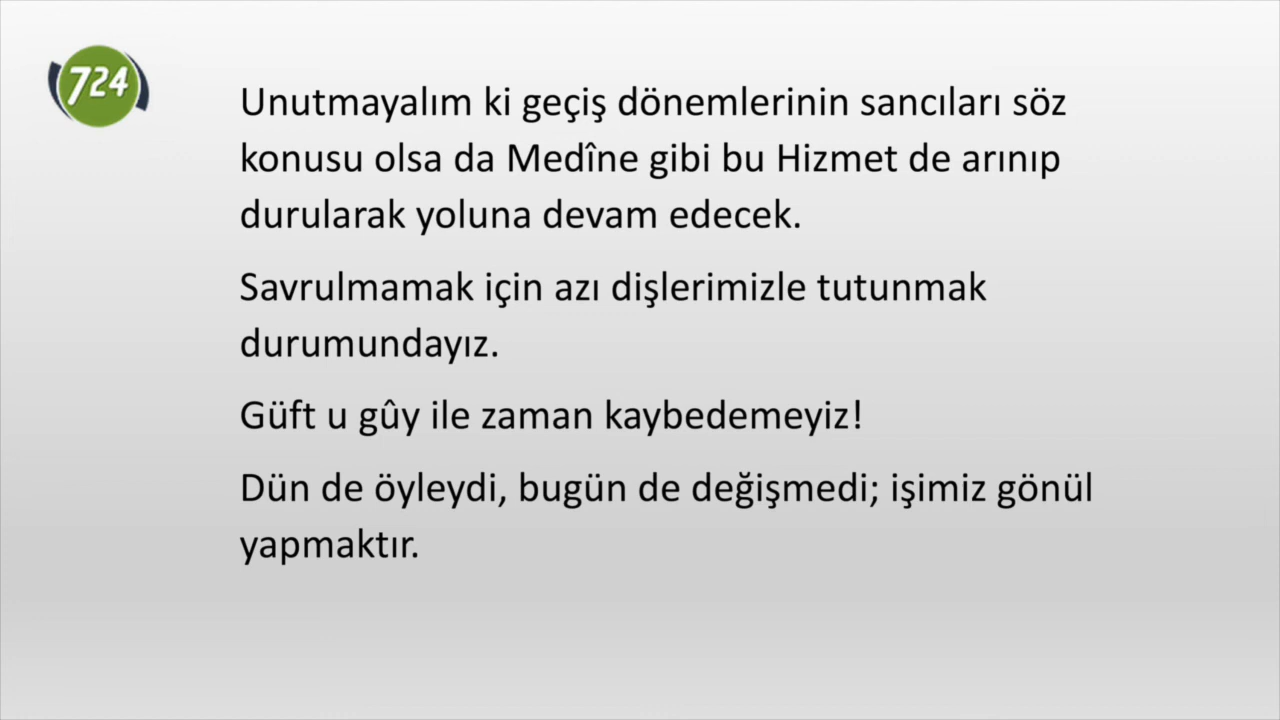 724
Unutmayalım ki geçiş dönemlerinin sancıları söz
konusu olsa da Medîne gibi bu Hizmet de arınıp
durularak yoluna devam edecek.
Savrulmamak için azı dişlerimizle tutunmak
durumundayız.
Güft u gûy ile zaman kaybedemeyiz!
Dün de öyleydi, bugün de değişmedi; işimiz gönül
yapmaktır.